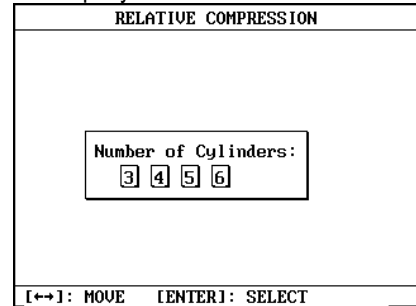 RELATIVE COMPRESSION
Number of Cylinders:
3 4 5 6
[←→]: MOVE [ENTER]: SELECT